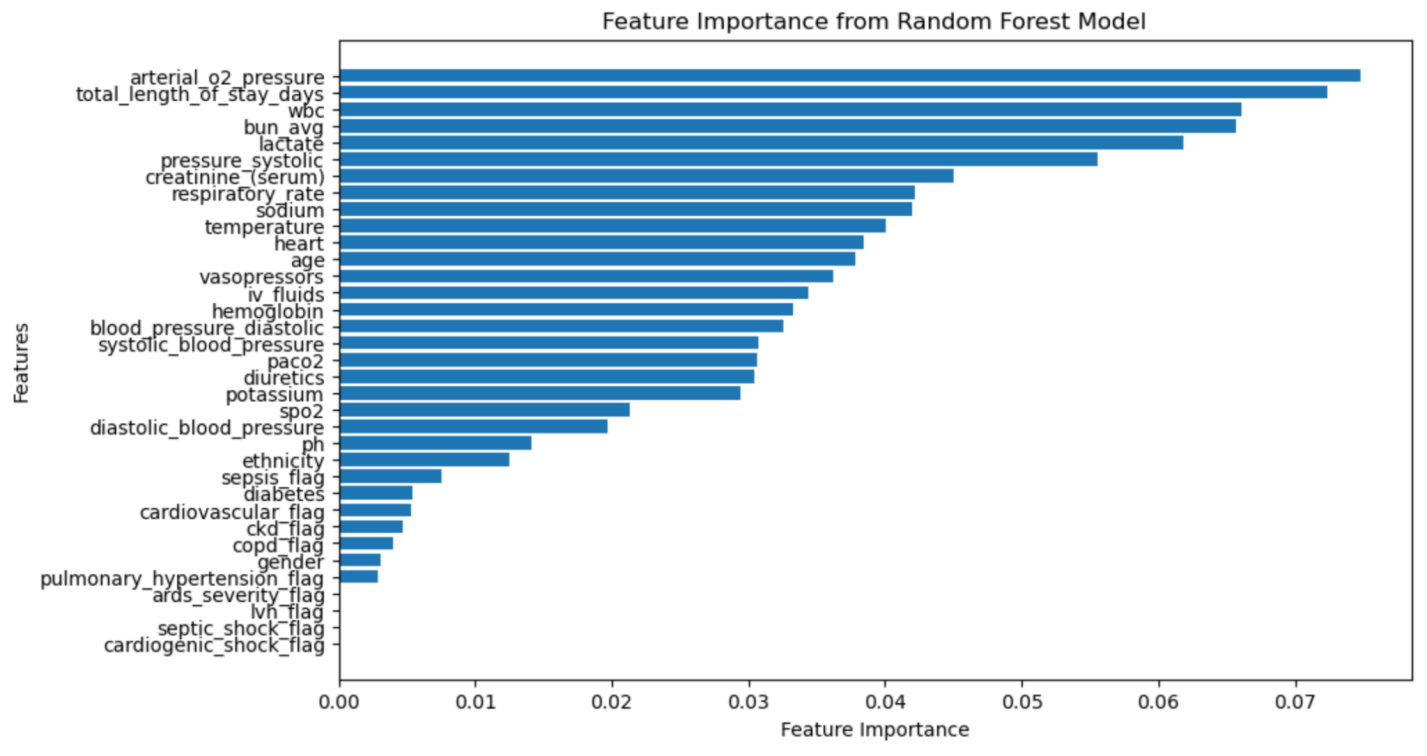 Feature Importance from Random Forest Model
arterial_o2_pressure
total_length_of_stay_days
wbc
bun_avg
lactate
pressure_systolic
creatinine_(serum)
respiratory_rate
sodium
temperature
heart
age
vasopressors
iv_fluids
hemoglobin
blood_pressure_diastolic
systolic_blood_pressure
paco2
diuretics
potassium
spo2
diastolic_blood_pressure
ph
ethnicity
sepsis_flag
diabetes
cardiovascular_flag
ckd_flag
copd_flag
gender
pulmonary_hypertension_flag
ards_severity_flag
lvh_flag
septic_shock_flag
cardiogenic_shock_flag
Features
0.00 0.01 0.02 0.03 0.04 0.05 0.06 0.07
Feature Importance